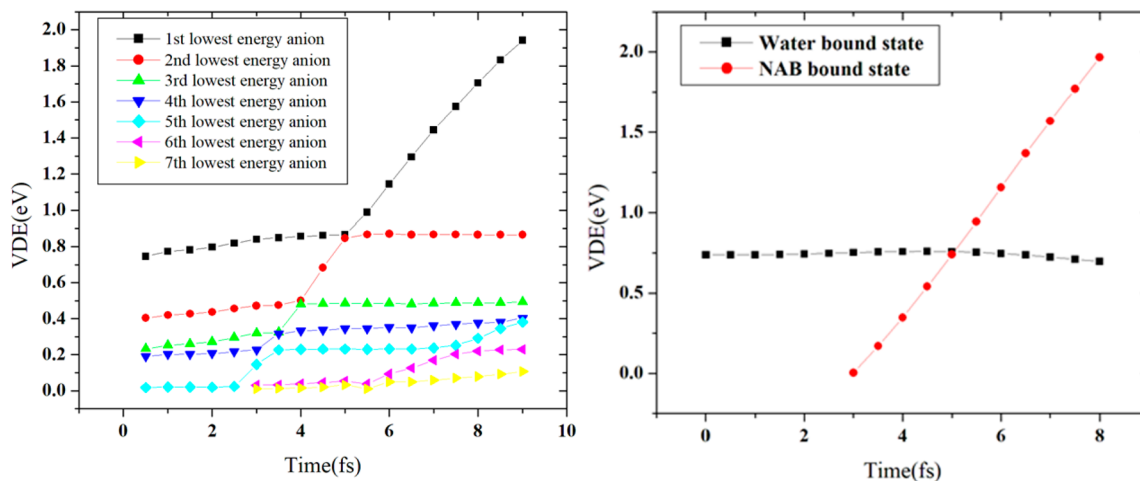 2.0
1.8
1.6
1.4
1.2
1.0
0.8
0.6
0.4
0.2
0.0
VDE(eV)
1st lowest energy anion
2nd lowest energy anion
3rd lowest energy anion
4th lowest energy anion
5th lowest energy anion
6th lowest energy anion
7th lowest energy anion
0 2 4 6 8 10
Time(fs)
2.0
1.5
1.0
0.5
0.0
VDE(eV)
Water bound state
NAB bound state
0 2 4 6 8
Time(fs)